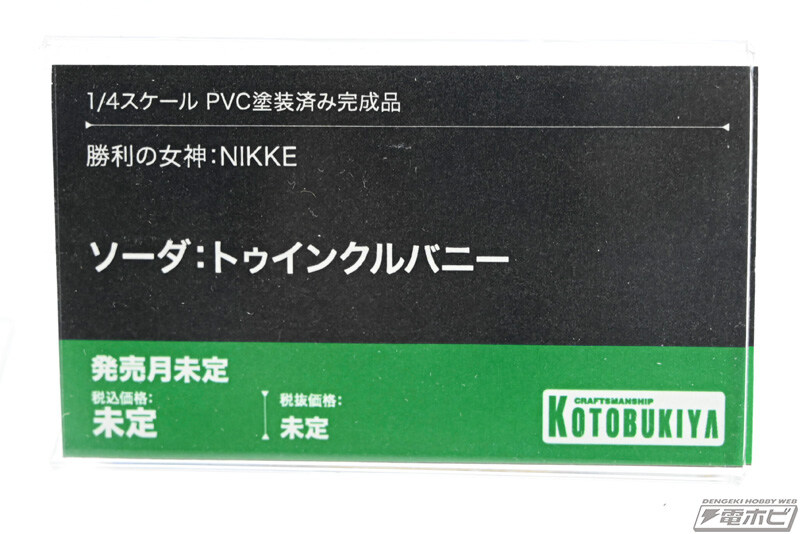 1/4スケール PVC塗装済み完成品
勝利の女神：NIKKE
ソーダ：トゥインクルバニー
発売月未定
税込価格：
未定
税抜価格：
未定
CRAFTSMANSHIP
KOTOBUKIYA
DENGEKI HOBBY WEB
電ホビ